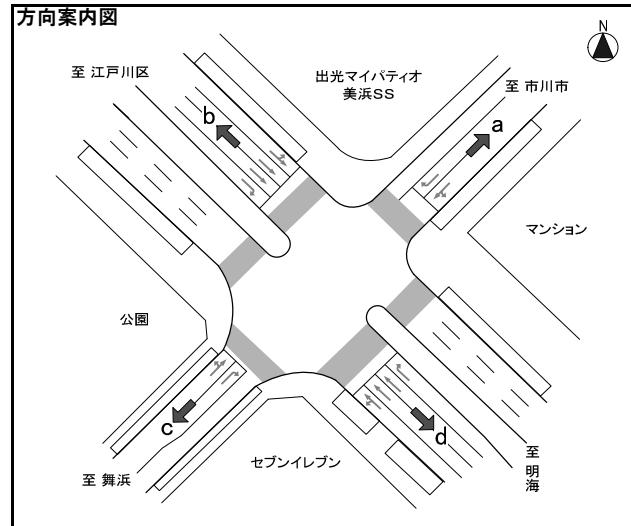 方向案内図
N
至 江戸川区
出光マイパティオ
美浜SS
至 市川市
b
a
マンション
公園
c
d
至 舞浜
セブンイレブン
至 明海